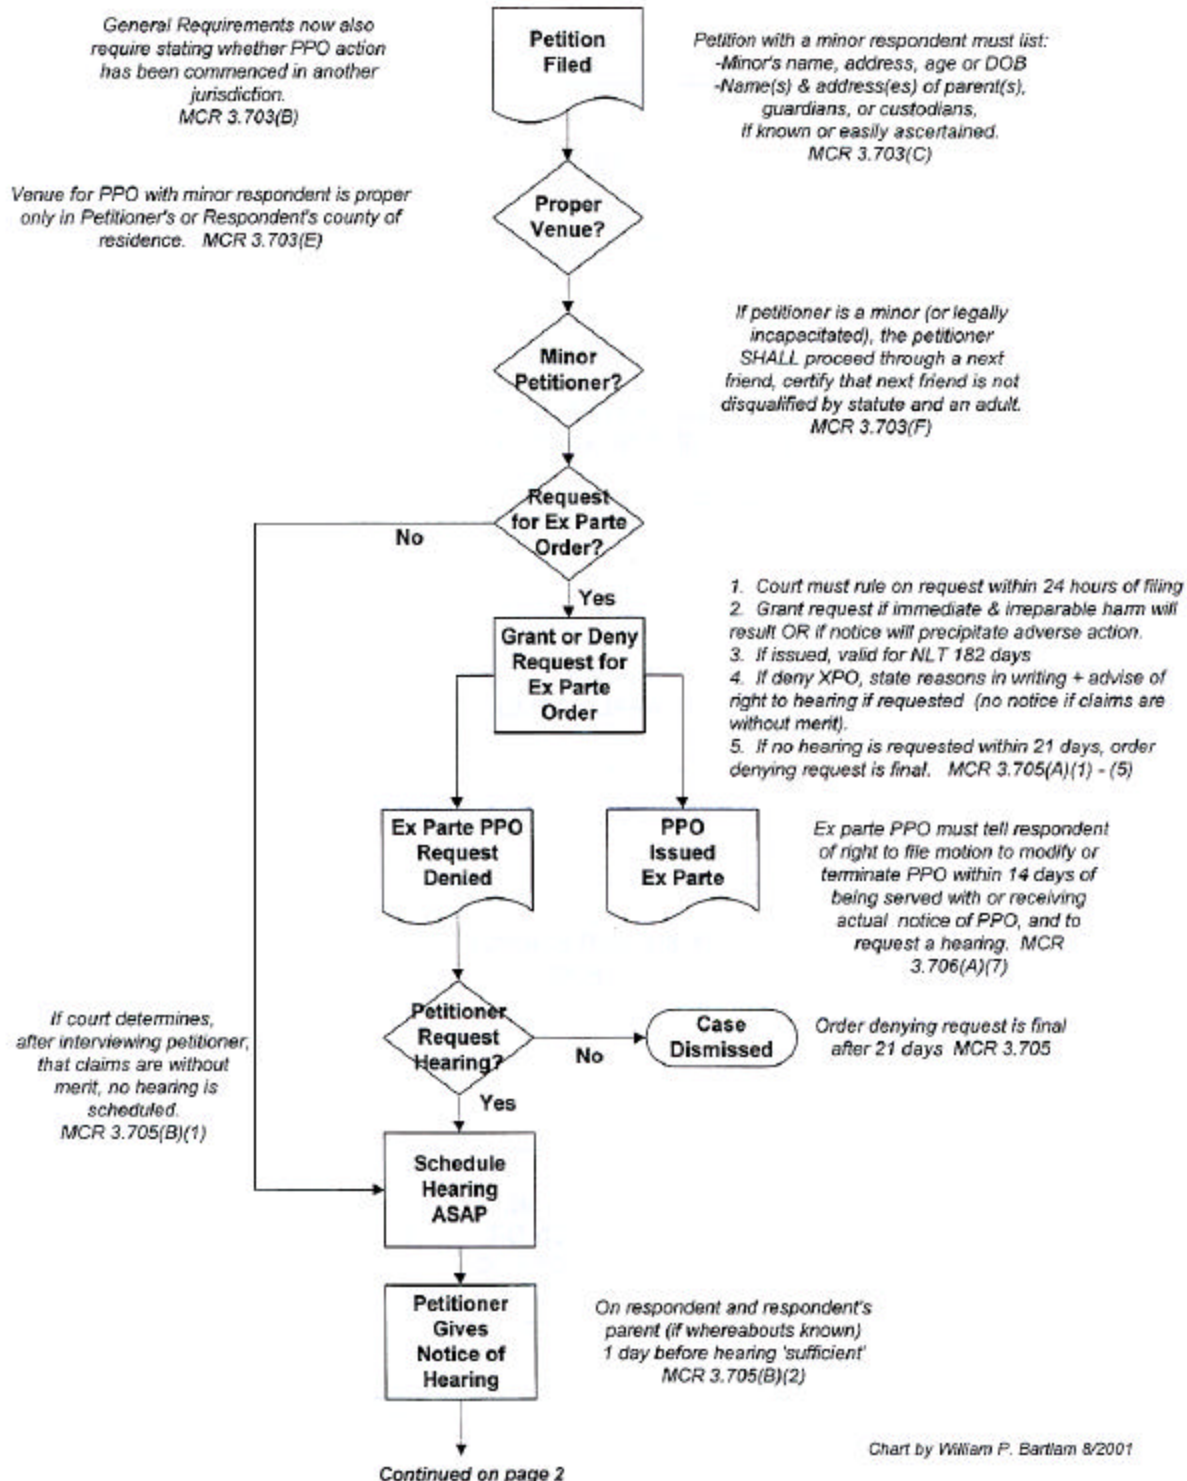 General Requirements now also
require stating whether PPO action
has been commenced in another
jurisdiction.
MCR 3.703(B)
Petition
Filed
Petition with a minor respondent must list:
-Minor's name, address, age or DOB
-Name(s) & address(es) of parent(s),
guardians, or custodians,
if known or easily ascertained.
MCR 3.703(C)
Venue for PPO with minor respondent is proper
only in Petitioner's or Respondent's county of
residence. MCR 3.703(E)
Proper
Venue?
Minor
Petitioner?
If petitioner is a minor (or legally
incapacitated), the petitioner
SHALL proceed through a next
friend, certify that next friend is not
disqualified by statute and an adult.
MCR 3.703(F)
Request
for Ex Parte
Order?
No
Yes
Grant or Deny
Request for
Ex Parte
Order
1. Court must rule on request within 24 hours of filing
2. Grant request if immediate & irreparable harm will
result OR if notice will precipitate adverse action.
3. If issued, valid for NLT 182 days
4. If deny XPO, state reasons in writing + advise of
right to hearing if requested (no notice if claims are
without merit).
5. If no hearing is requested within 21 days, order
denying request is final. MCR 3.705(A)(1) - (5)
Ex Parte PPO
Request
Denied
PPO
Issued
Ex Parte
Ex parte PPO must tell respondent
of right to file motion to modify or
terminate PPO within 14 days of
being served with or receiving
actual notice of PPO, and to
request a hearing. MCR
3.706(A)(7)
If court determines,
after interviewing petitioner,
that claims are without
merit, no hearing is
scheduled.
MCR 3.705(B)(1)
Petitioner
Request
Hearing?
No
Case
Dismissed
Order denying request is final
after 21 days MCR 3.705
Yes
Schedule
Hearing
ASAP
Petitioner
Gives
Notice of
Hearing
On respondent and respondent's
parent (if whereabouts known)
1 day before hearing 'sufficient'
MCR 3.705(B)(2)
Chart by William P. Bartlam 8/2001
Continued on page 2